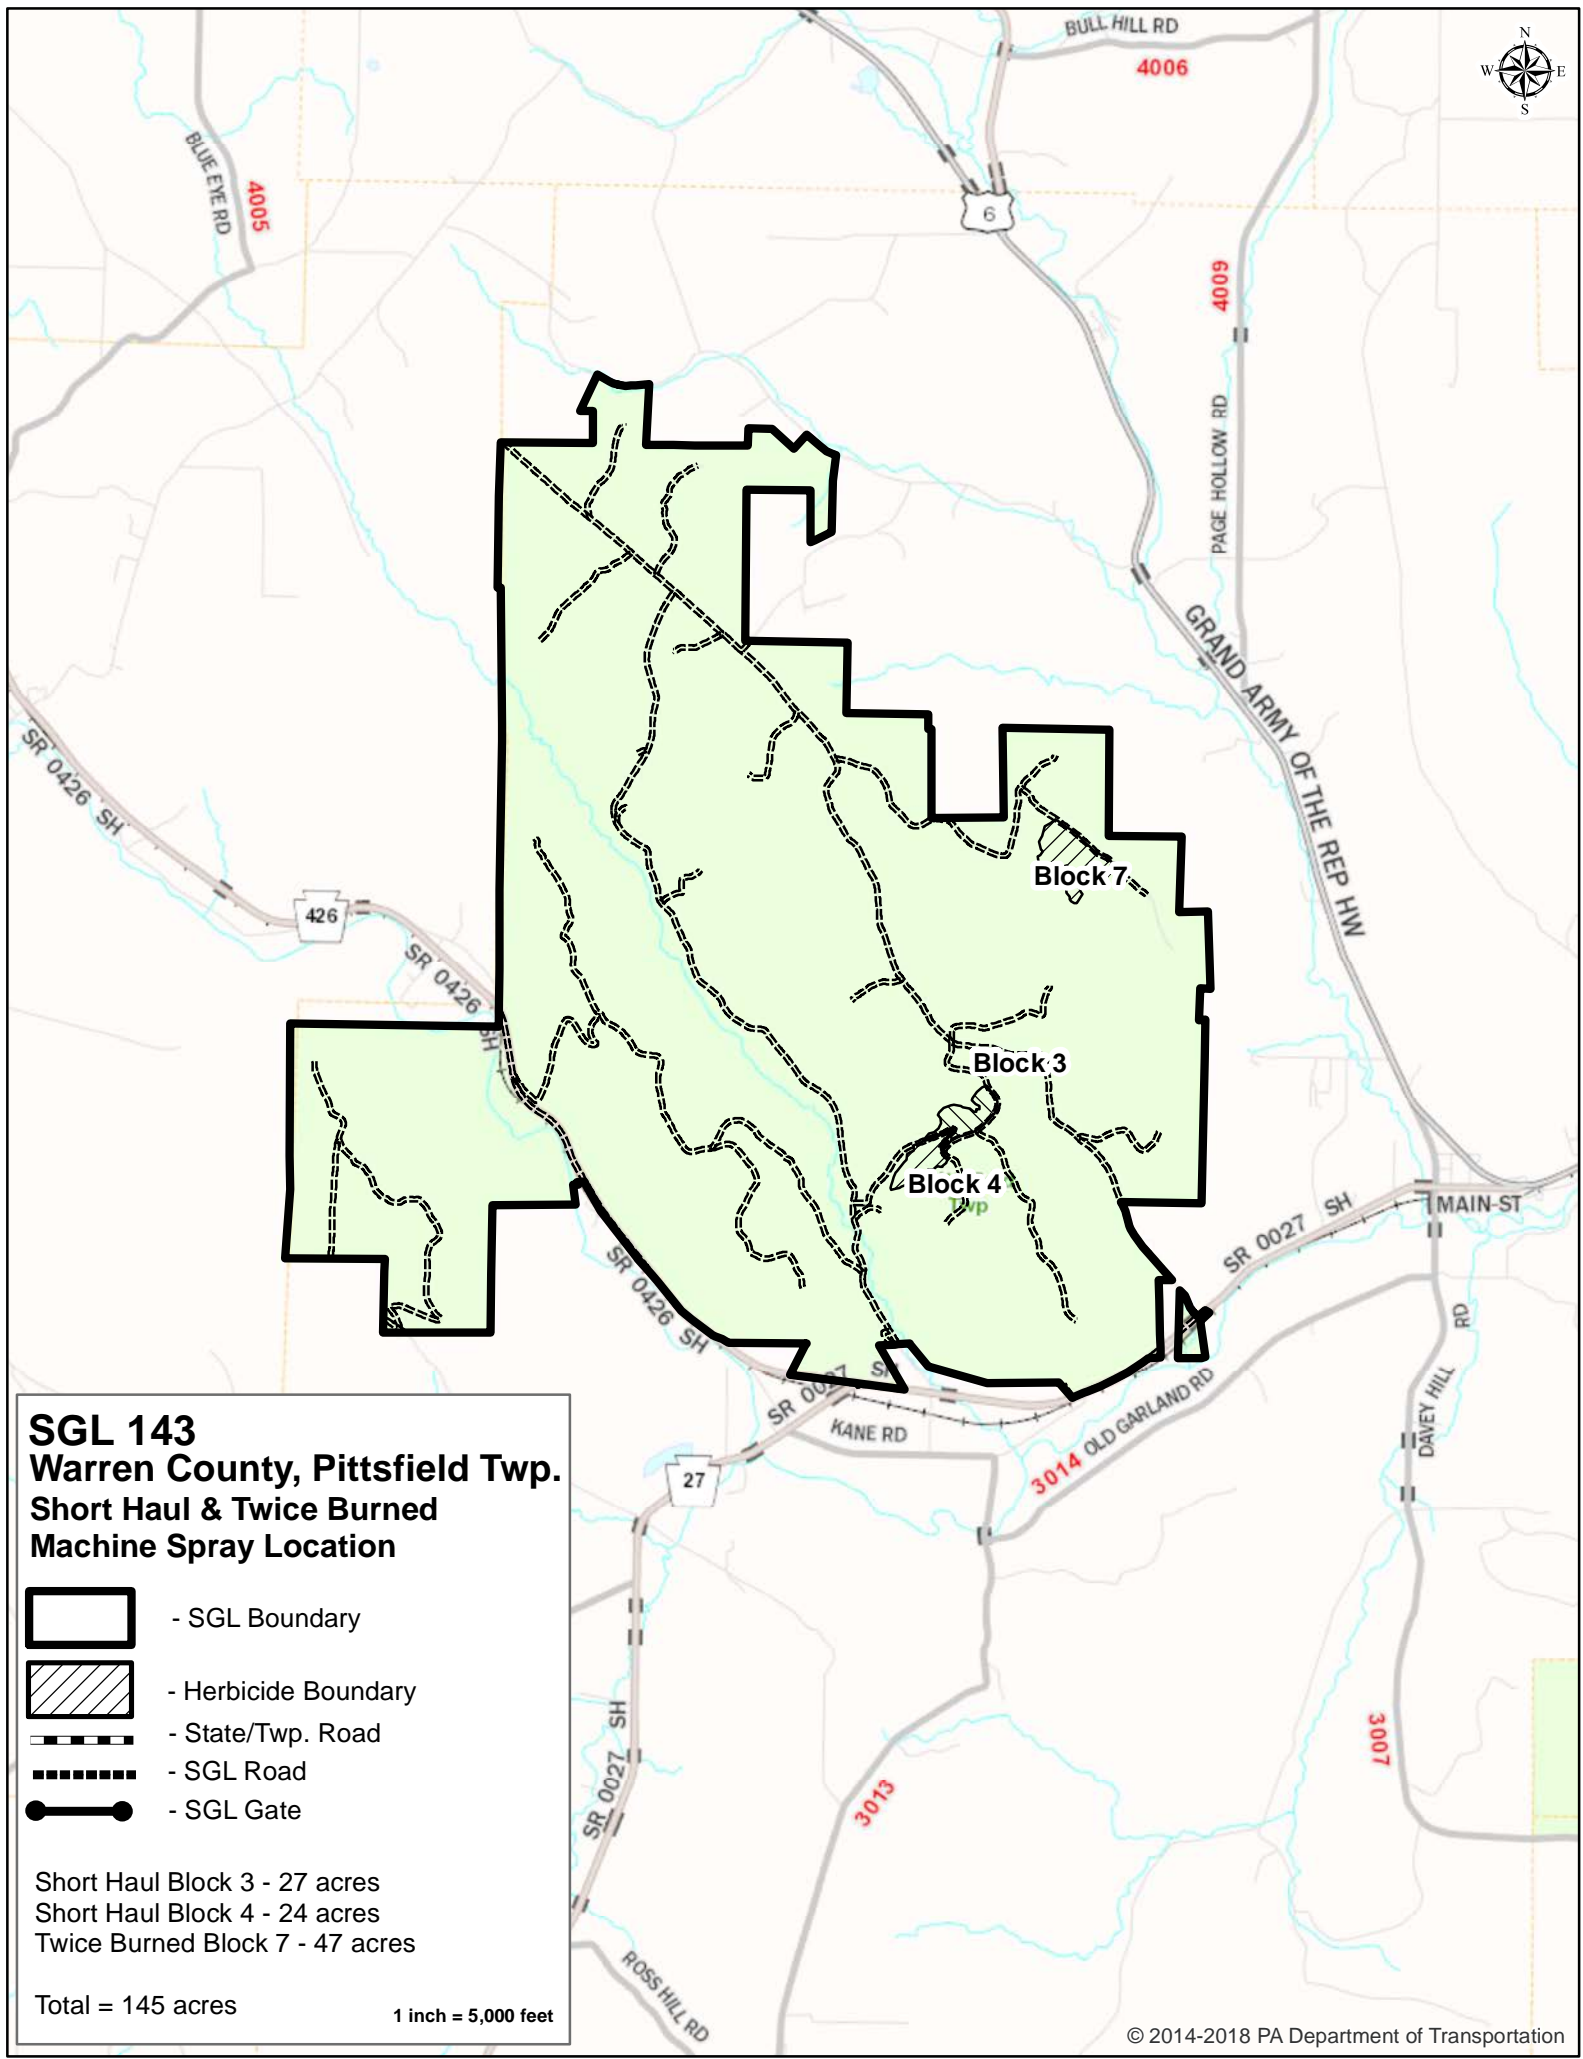 BULL HILL RD
4006
N
W
E
S
BLUE EYE RD
4005
6
4009
PAGE HOLLOW RD
GRAND ARMY OF THE REP HW
SR 0426 SH
426
SR 0426 SH
Block 7
Block 3
Block 4
Twp
SR 0426 SH
SR 0027 SH
MAIN-ST
SR 0027 SH
KANE RD
3014 OLD GARLAND RD
DAVEY HILL RD
27
SR 0027 SH
3013
3007
ROSS HILL RD
SGL 143
Warren County, Pittsfield Twp.
Short Haul & Twice Burned
Machine Spray Location
- SGL Boundary
- Herbicide Boundary
- State/Twp. Road
- SGL Road
- SGL Gate
Short Haul Block 3 - 27 acres
Short Haul Block 4 - 24 acres
Twice Burned Block 7 - 47 acres
Total = 145 acres
1 inch = 5,000 feet
© 2014-2018 PA Department of Transportation